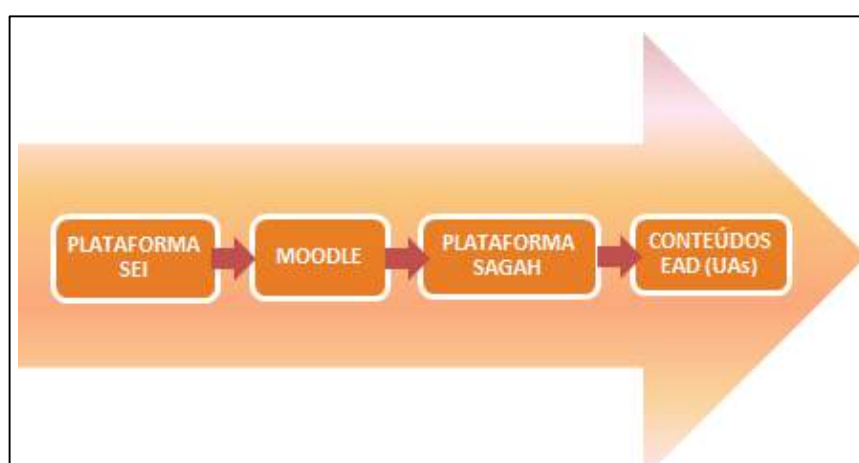 PLATAFORMA
SEI
MOODLE
PLATAFORMA
SAGAH
CONTEÚDOS
EAD (UAs)